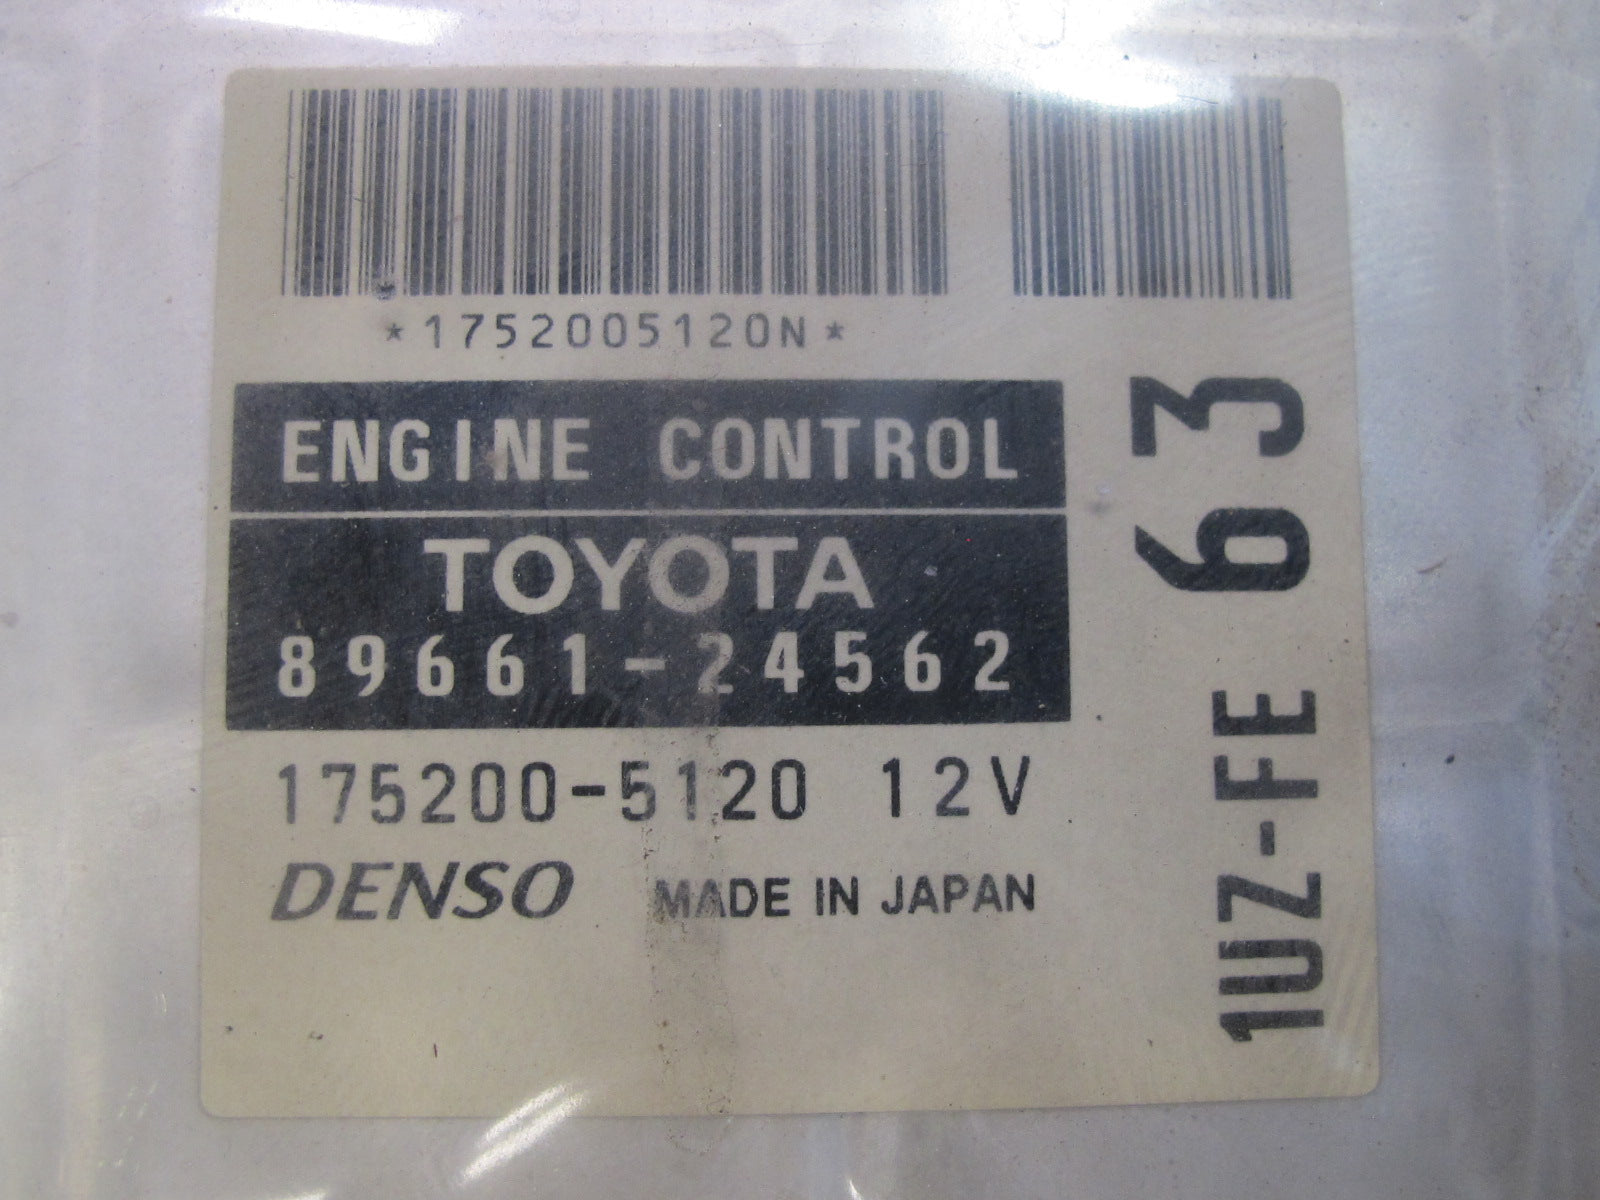 *1752005120N*
ENGINE CONTROL
TOYOTA
89661-24562
175200-5120 12V
DENSO MADE IN JAPAN
1UZ-FE 63